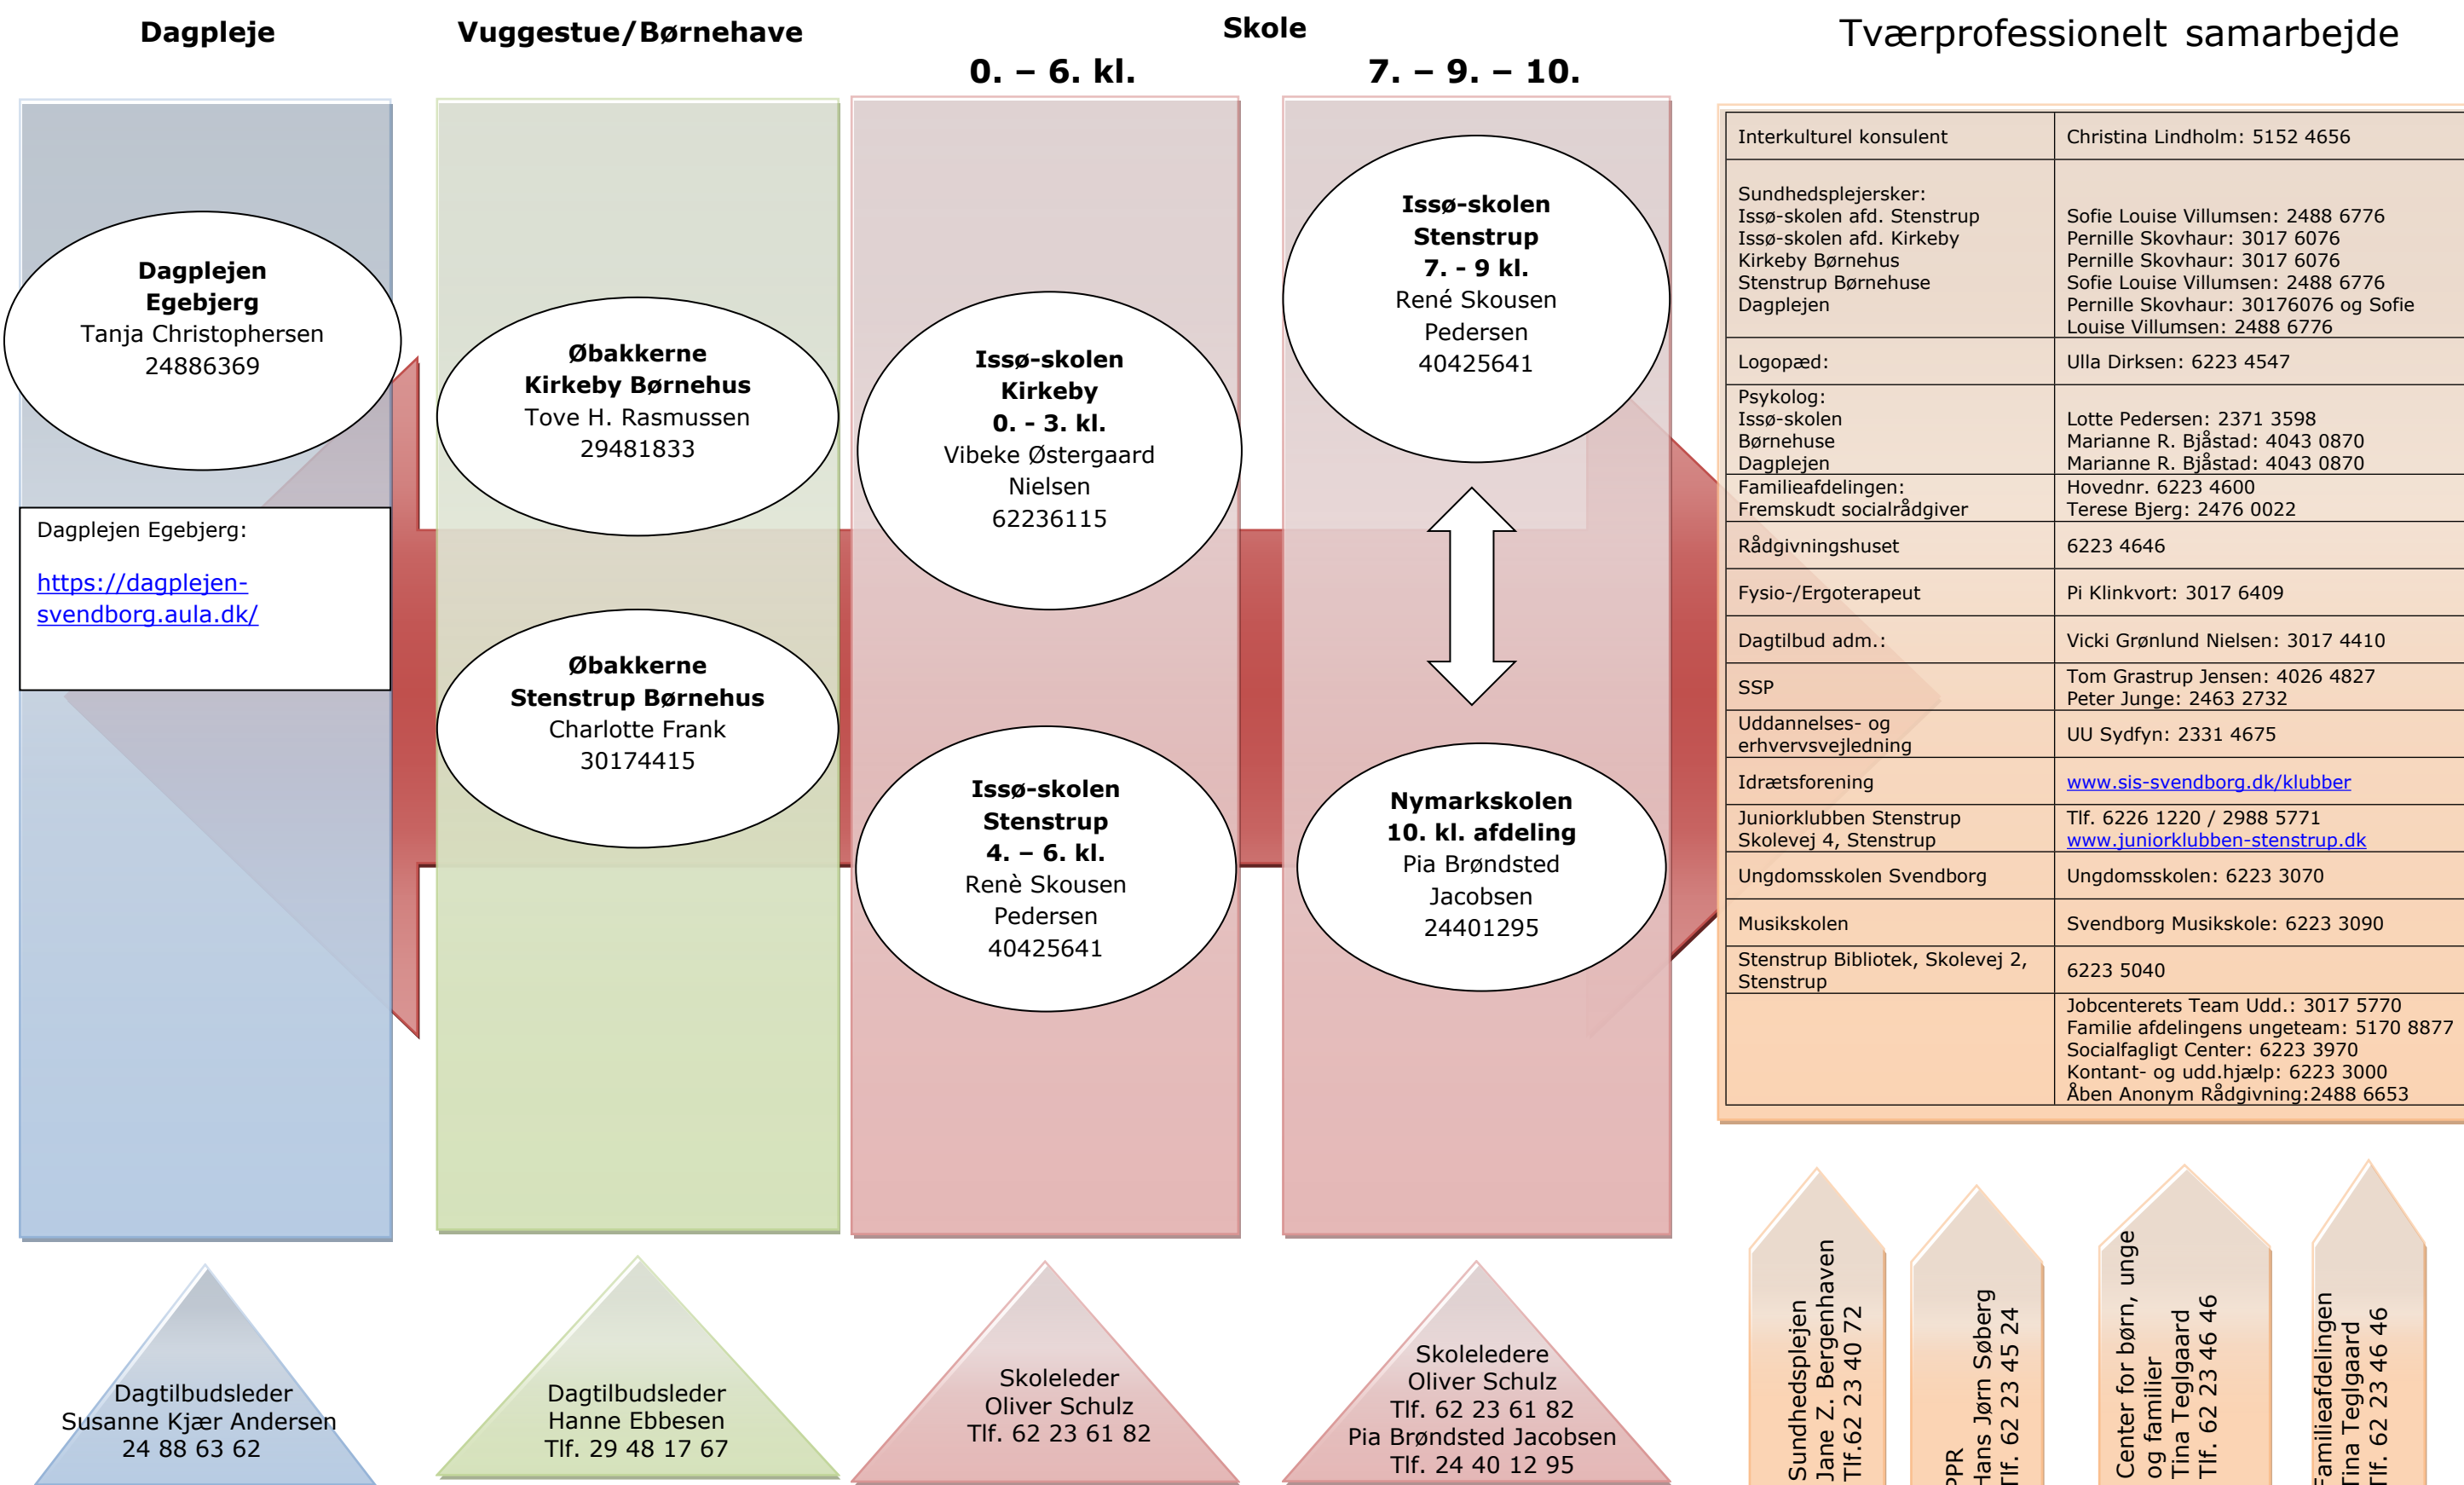 Dagpleje
Vuggestue/Børnehave
Skole
0. – 6. kl.
7. – 9. – 10.
Tværprofessionelt samarbejde
Dagplejen
Egebjerg
Tanja Christophersen
24886369
Dagplejen Egebjerg:
https://dagplejen-
svendborg.aula.dk/
Øbakkerne
Kirkeby Børnehus
Tove H. Rasmussen
29481833
Øbakkerne
Stenstrup Børnehus
Charlotte Frank
30174415
Issø-skolen
Kirkeby
0. - 3. kl.
Vibeke Østergaard
Nielsen
62236115
Issø-skolen
Stenstrup
4. – 6. kl.
Renè Skousen
Pedersen
40425641
Issø-skolen
Stenstrup
7. - 9 kl.
René Skousen
Pedersen
40425641
Nymarkskolen
10. kl. afdeling
Pia Brøndsted
Jacobsen
24401295
Interkulturel konsulent Christina Lindholm: 5152 4656
Sundhedsplejersker:
Issø-skolen afd. Stenstrup Sofie Louise Villumsen: 2488 6776
Issø-skolen afd. Kirkeby Pernille Skovhaur: 3017 6076
Kirkeby Børnehus Pernille Skovhaur: 3017 6076
Stenstrup Børnehuse Sofie Louise Villumsen: 2488 6776
Dagplejen Pernille Skovhaur: 30176076 og Sofie
Louise Villumsen: 2488 6776
Logopæd: Ulla Dirksen: 6223 4547
Psykolog:
Issø-skolen Lotte Pedersen: 2371 3598
Børnehuse Marianne R. Bjåstad: 4043 0870
Dagplejen Marianne R. Bjåstad: 4043 0870
Familieafdelingen: Hovednr. 6223 4600
Fremskudt socialrådgiver Terese Bjerg: 2476 0022
Rådgivningshuset 6223 4646
Fysio-/Ergoterapeut Pi Klinkvort: 3017 6409
Dagtilbud adm.: Vicki Grønlund Nielsen: 3017 4410
SSP Tom Grastrup Jensen: 4026 4827
Peter Junge: 2463 2732
Uddannelses- og
erhvervsvejledning UU Sydfyn: 2331 4675
Idrætsforening www.sis-svendborg.dk/klubber
Juniorklubben Stenstrup Tlf. 6226 1220 / 2988 5771
Skolevej 4, Stenstrup www.juniorklubben-stenstrup.dk
Ungdomsskolen Svendborg Ungdomsskolen: 6223 3070
Musikskolen Svendborg Musikskole: 6223 3090
Stenstrup Bibliotek, Skolevej 2,
Stenstrup 6223 5040
Jobcenterets Team Udd.: 3017 5770
Familie afdelingens ungeteam: 5170 8877
Socialfagligt Center: 6223 3970
Kontant- og udd.hjælp: 6223 3000
Åben Anonym Rådgivning:2488 6653
Dagtilbudsleder
Susanne Kjær Andersen
24 88 63 62
Dagtilbudsleder
Hanne Ebbesen
Tlf. 29 48 17 67
Skoleleder
Oliver Schulz
Tlf. 62 23 61 82
Skoleledere
Oliver Schulz
Tlf. 62 23 61 82
Pia Brøndsted Jacobsen
Tlf. 24 40 12 95
Sundhedsplejen
Jane Z. Bergenhaven
Tlf.62 23 40 72
PPR
Hans Jørn Søberg
Tlf. 62 23 45 24
Center for børn, unge
og familier
Tina Teglgaard
Tlf. 62 23 46 46
Familieafdelingen
Tina Teglgaard
Tlf. 62 23 46 46